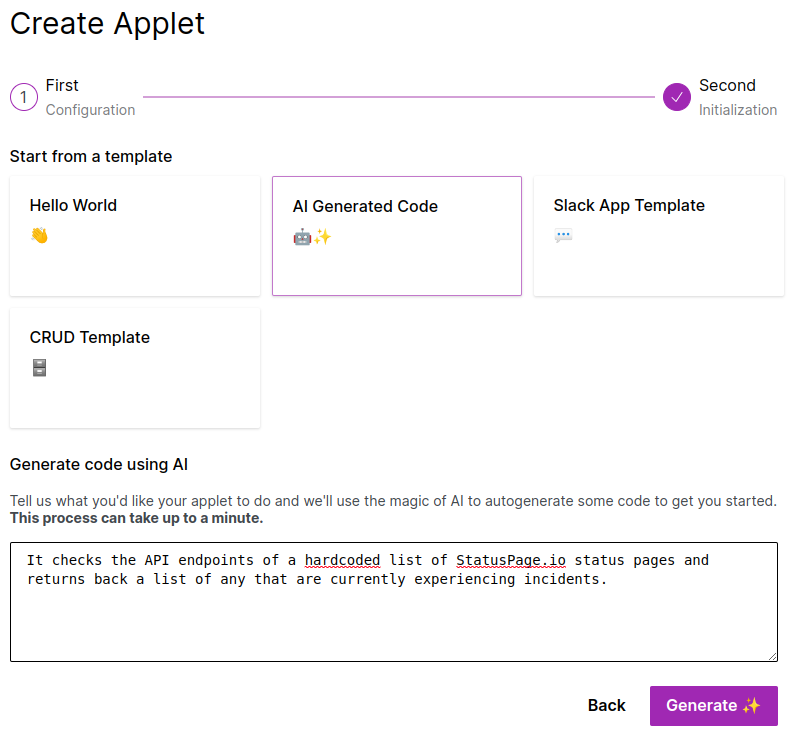 Create Applet
1
First
Configuration
Second
Initialization
Start from a template
Hello World
👋
AI Generated Code
🤖✨
Slack App Template
💬
CRUD Template
🗄️
Generate code using AI
Tell us what you'd like your applet to do and we'll use the magic of AI to autogenerate some code to get you started.
This process can take up to a minute.
It checks the API endpoints of a hardcoded list of StatusPage.io status pages and
returns back a list of any that are currently experiencing incidents.
Back
Generate ✨